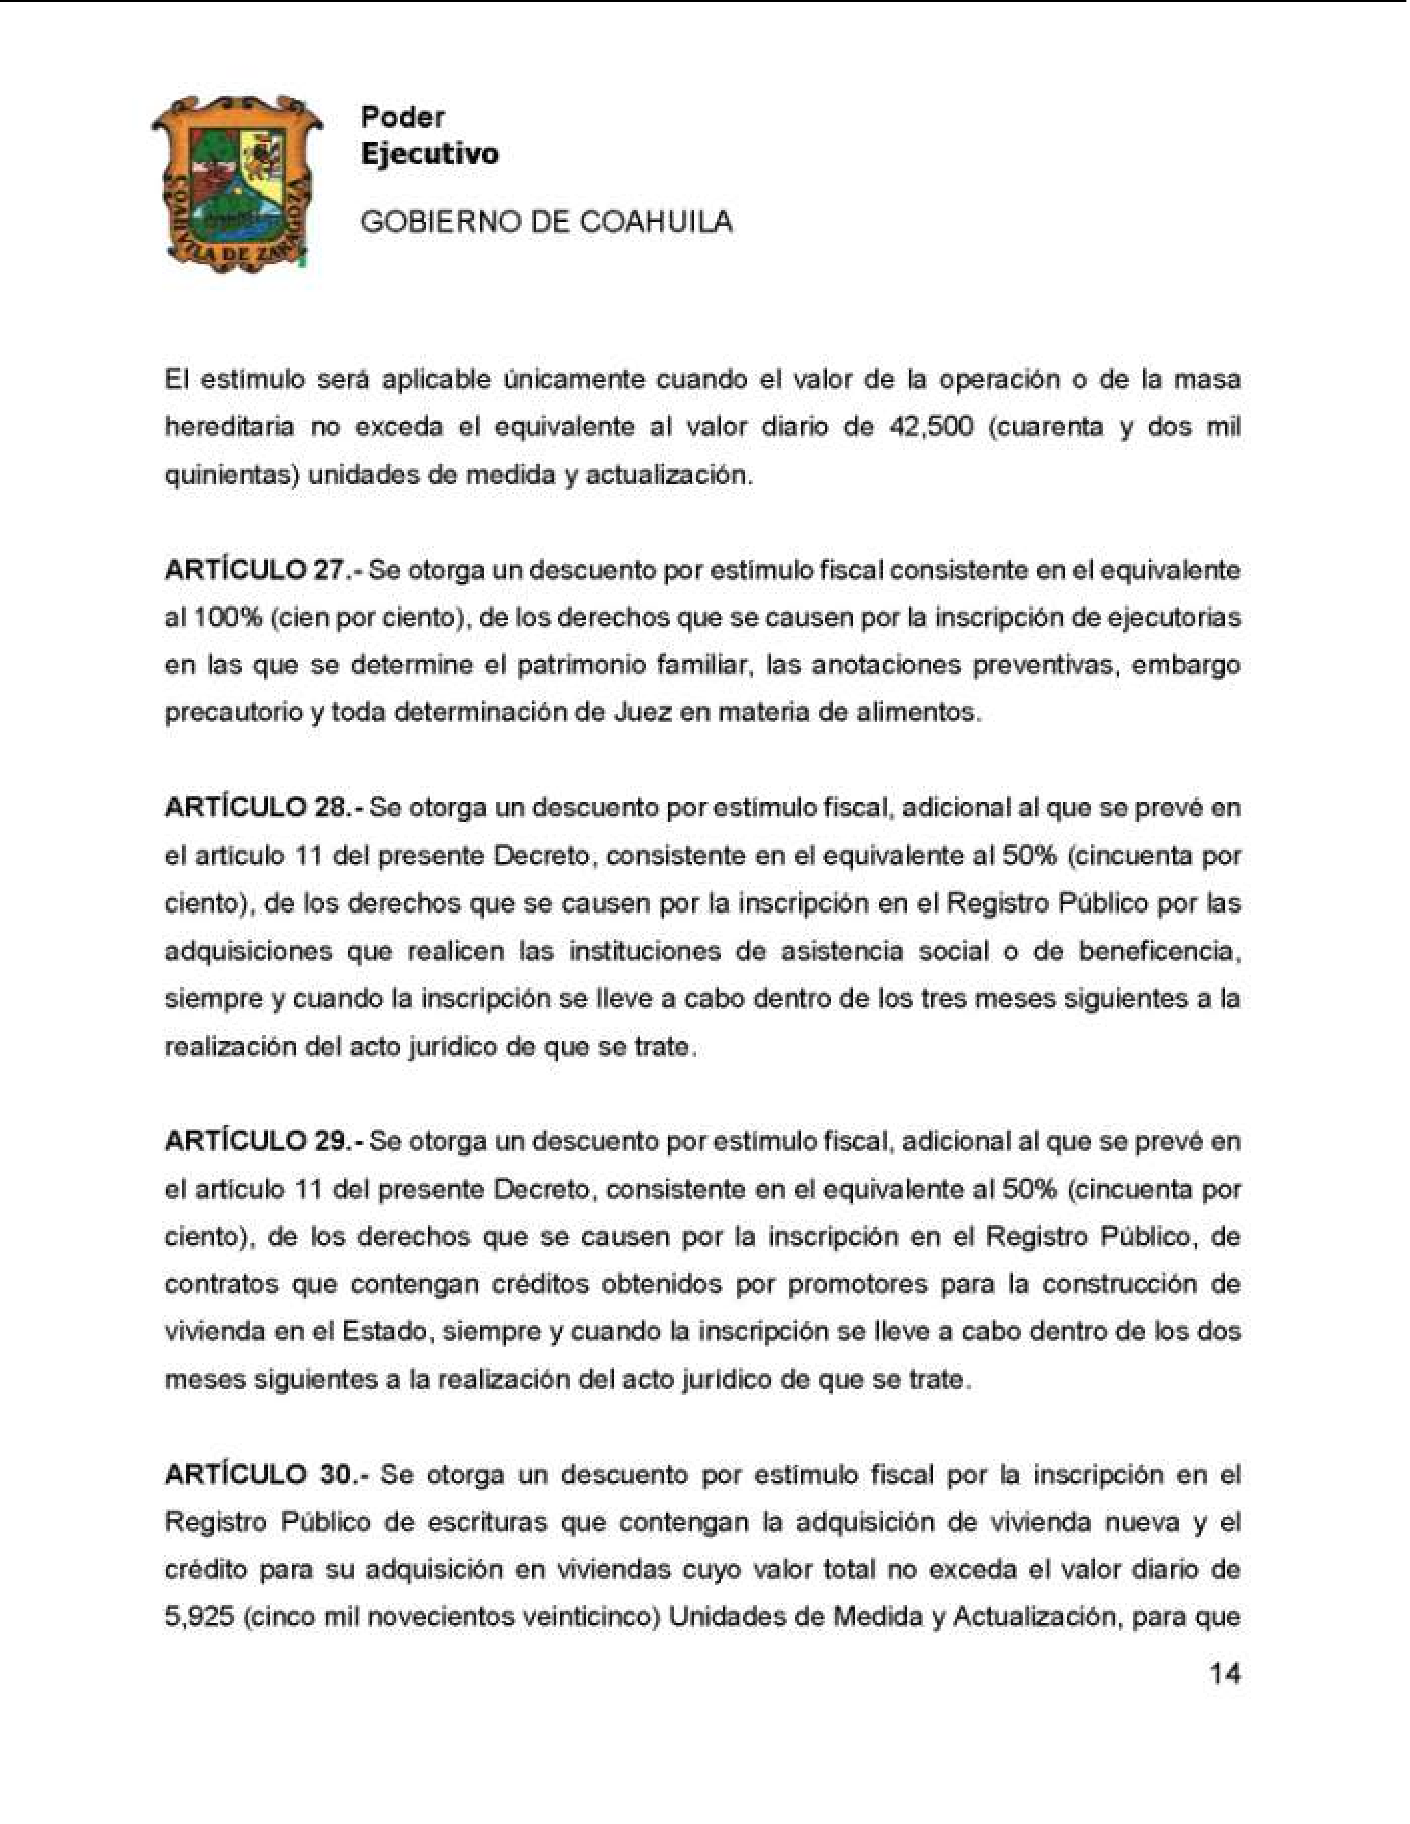 Poder
Ejecutivo
GOBIERNO DE COAHUILA
COAHVILA DE ZARAGOZA
El estímulo será aplicable únicamente cuando el valor de la operación o de la masa
hereditaria no exceda el equivalente al valor diario de 42,500 (cuarenta y dos mil
quinientas) unidades de medida y actualización.
ARTÍCULO 27.- Se otorga un descuento por estímulo fiscal consistente en el equivalente
al 100% (cien por ciento), de los derechos que se causen por la inscripción de ejecutorias
en las que se determine el patrimonio familiar, las anotaciones preventivas, embargo
precautorio y toda determinación de Juez en materia de alimentos.
ARTÍCULO 28.- Se otorga un descuento por estímulo fiscal, adicional al que se prevé en
el artículo 11 del presente Decreto, consistente en el equivalente al 50% (cincuenta por
ciento), de los derechos que se causen por la inscripción en el Registro Público por las
adquisiciones que realicen las instituciones de asistencia social o de beneficencia,
siempre y cuando la inscripción se lleve a cabo dentro de los tres meses siguientes a la
realización del acto jurídico de que se trate.
ARTÍCULO 29.- Se otorga un descuento por estímulo fiscal, adicional al que se prevé en
el artículo 11 del presente Decreto, consistente en el equivalente al 50% (cincuenta por
ciento), de los derechos que se causen por la inscripción en el Registro Público, de
contratos que contengan créditos obtenidos por promotores para la construcción de
vivienda en el Estado, siempre y cuando la inscripción se lleve a cabo dentro de los dos
meses siguientes a la realización del acto jurídico de que se trate.
ARTÍCULO 30.- Se otorga un descuento por estímulo fiscal por la inscripción en el
Registro Público de escrituras que contengan la adquisición de vivienda nueva y el
crédito para su adquisición en viviendas cuyo valor total no exceda el valor diario de
5,925 (cinco mil novecientos veinticinco) Unidades de Medida y Actualización, para que
14